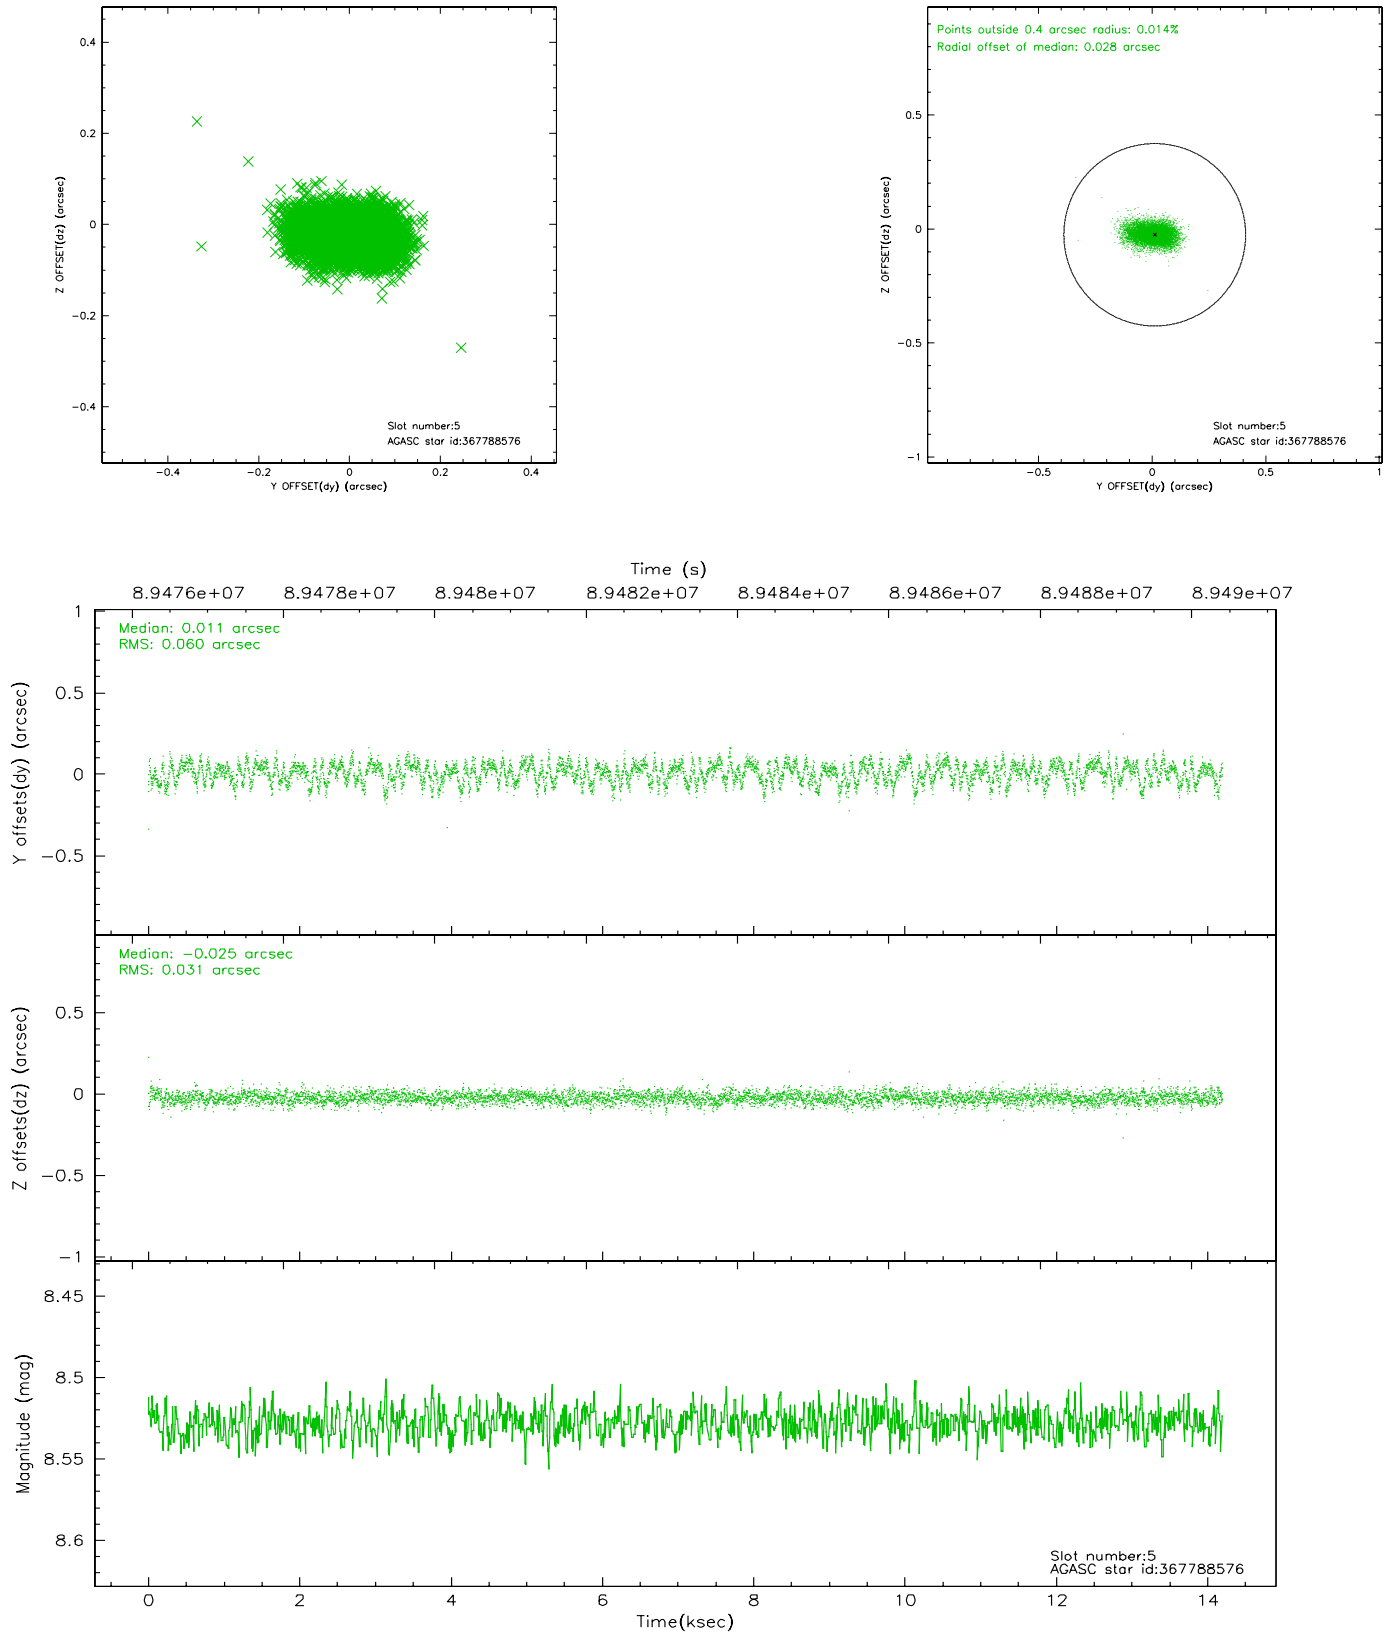 0.4
0.2
0
−0.2
−0.4
Z OFFSET(dz) (arcsec)
Slot number:5
AGASC star id:367788576
−0.4 −0.2 0 0.2 0.4
Y OFFSET(dy) (arcsec)
Points outside 0.4 arcsec radius: 0.014%
Radial offset of median: 0.028 arcsec
0.5
0
−0.5
−1
Z OFFSET(dz) (arcsec)
Slot number:5
AGASC star id:367788576
−0.5 0 0.5 1
Y OFFSET(dy) (arcsec)
Time (s)
8.9476e+07 8.9478e+07 8.948e+07 8.9482e+07 8.9484e+07 8.9486e+07 8.9488e+07 8.949e+07
Median: 0.011 arcsec
RMS: 0.060 arcsec
1
0.5
0
−0.5
Y offsets(dy) (arcsec)
Median: −0.025 arcsec
RMS: 0.031 arcsec
0.5
0
−0.5
−1
Z offsets(dz) (arcsec)
8.45
8.5
8.55
8.6
Magnitude (mag)
Slot number:5
AGASC star id:367788576
0 2 4 6 8 10 12 14
Time(ksec)